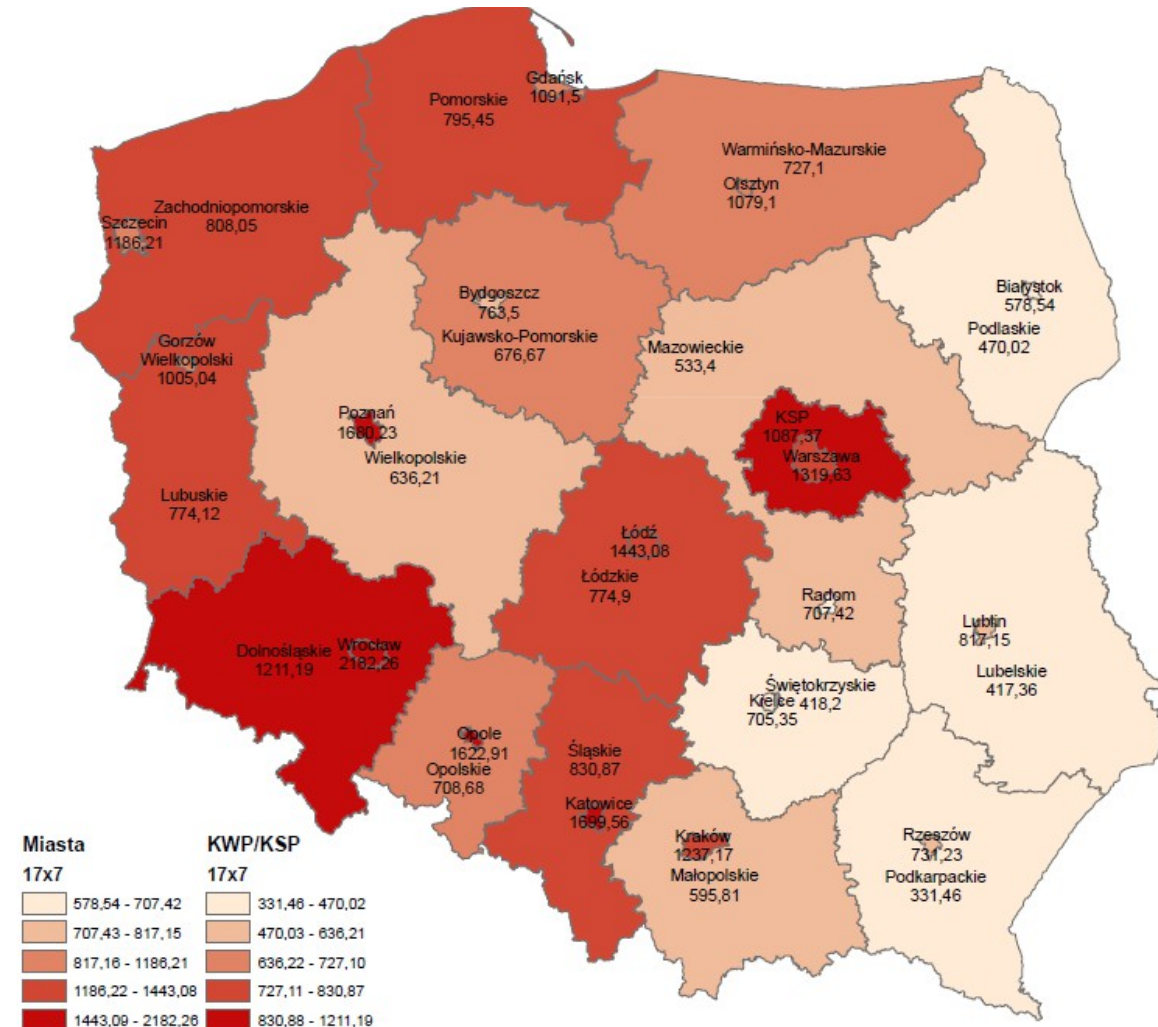 Gdańsk
1091,5
Pomorskie
795,45
Warmińsko-Mazurskie
727,1
Olsztyn
1079,1
Zachodniopomorskie
808,05
Szczecin
1186,21
Białystok
578,54
Podlaskie
470,02
Bydgoszcz
763,5
Kujawsko-Pomorskie
676,67
Mazowieckie
533,4
Gorzów
Wielkopolski
1005,04
Poznań
1680,23
Wielkopolskie
636,21
KSP
1087,37
Warszawa
1319,63
Lubuskie
774,12
Łódź
1443,08
Łódzkie
774,9
Radom
707,42
Lublin
817,15
Lubelskie
417,36
Dolnośląskie
1211,19
Wrocław
2182,26
Świętokrzyskie
418,2
Kielce
705,35
Opole
1622,91
Opolskie
708,68
Śląskie
830,87
Katowice
1699,56
Kraków
1237,17
Małopolskie
595,81
Rzeszów
731,23
Podkarpackie
331,46
Miasta
17x7
578,54 - 707,42
707,43 - 817,15
817,16 - 1186,21
1186,22 - 1443,08
1443,09 - 2182,26
KWP/KSP
17x7
331,46 - 470,02
470,03 - 636,21
636,22 - 727,10
727,11 - 830,87
830,88 - 1211,19